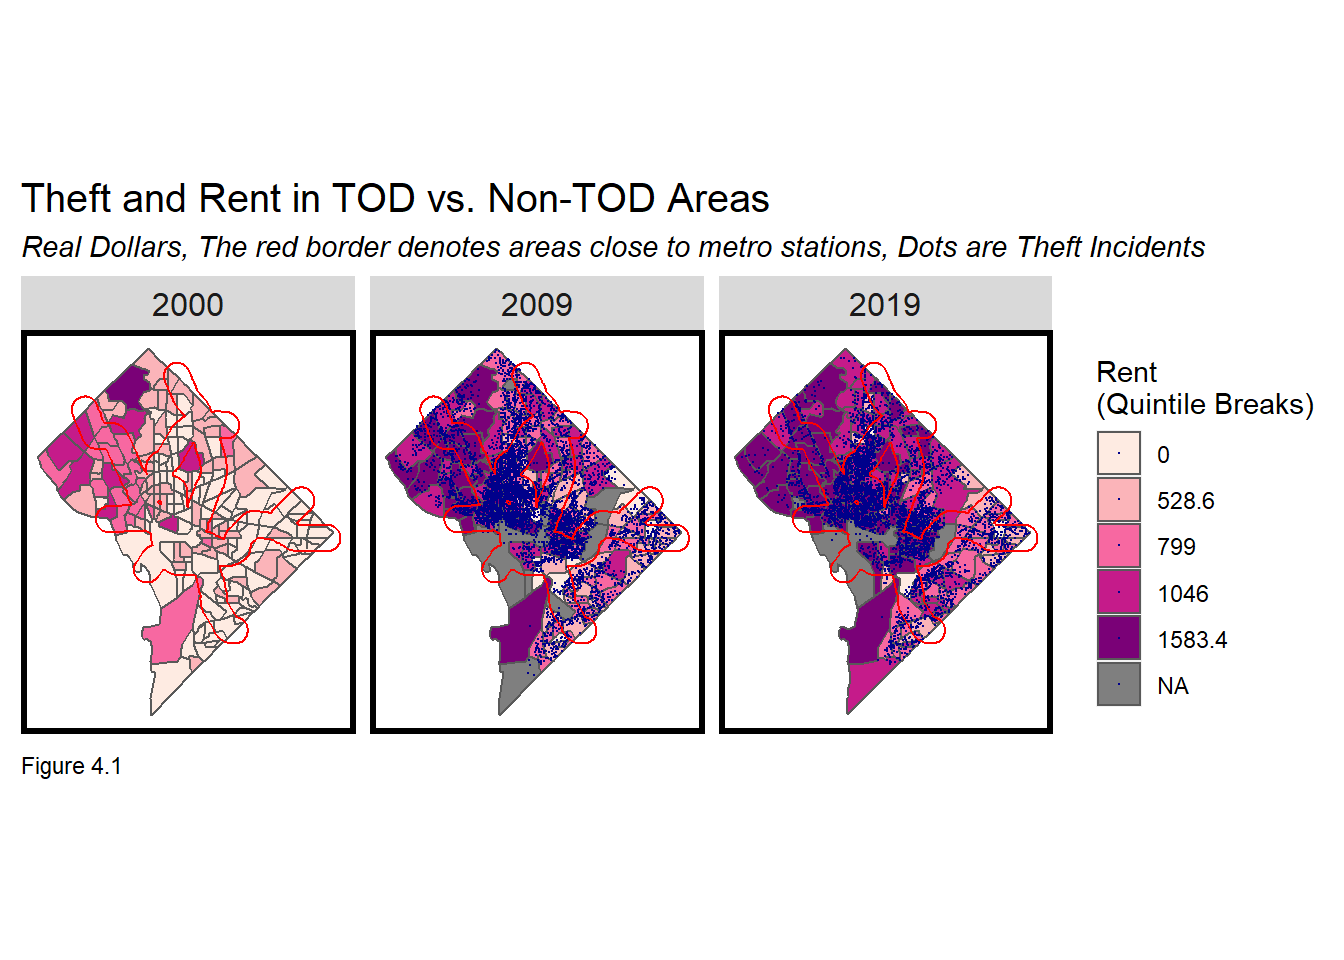 Theft and Rent in TOD vs. Non-TOD Areas
Real Dollars, The red border denotes areas close to metro stations, Dots are Theft Incidents
2000
2009
2019
Rent
(Quintile Breaks)
0
528.6
799
1046
1583.4
NA
Figure 4.1